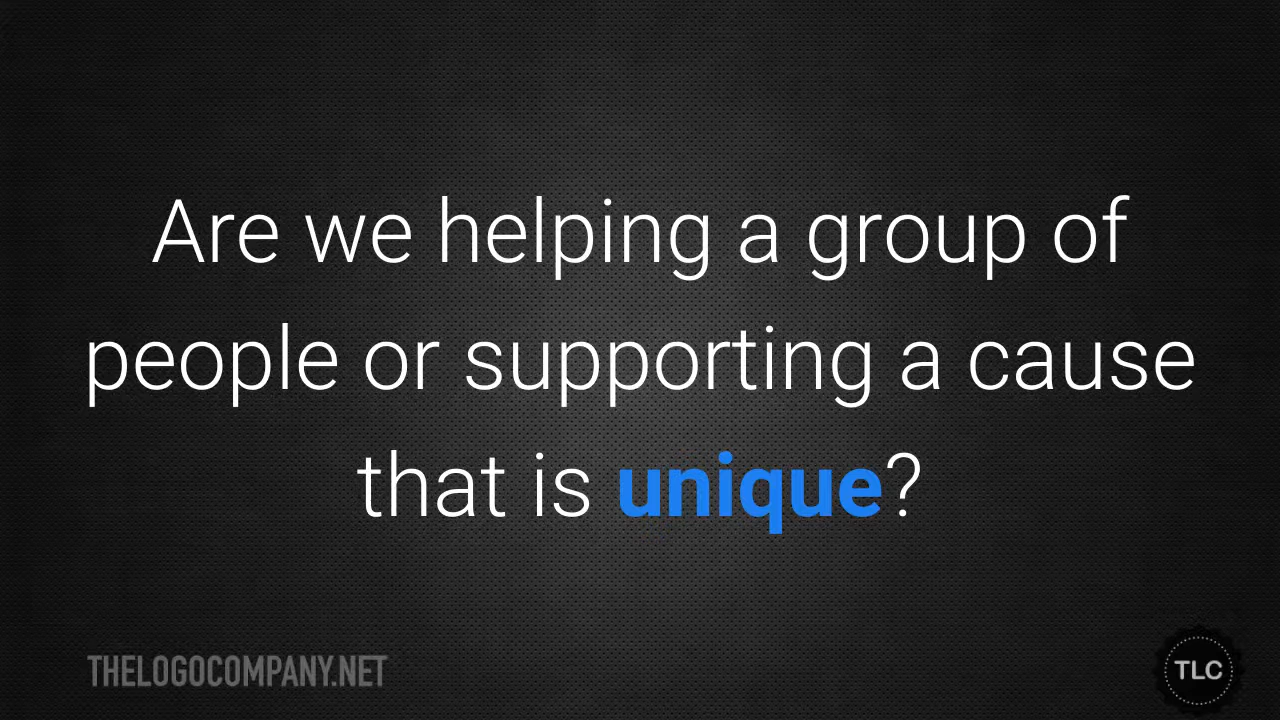 Are we helping a group of
people or supporting a cause
that is unique?
THELOGOCOMPANY.NET
TLC